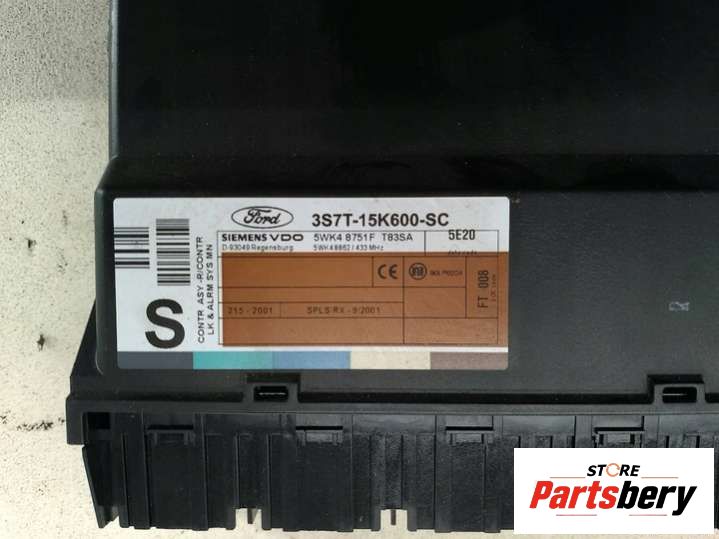 Ford 3S7T-15K600-SC
SIEMENS VDO 5WK4 8751F T83SA 5E20
D-93049 Regensburg 5WK4 8862 / 433 MHz
CE
FT 008
215 - 2001 SPLS RX - 9/2001
CONTR ASY -R/CONTR
LK & ALRM SYS MN
S
STORE
Partsbery